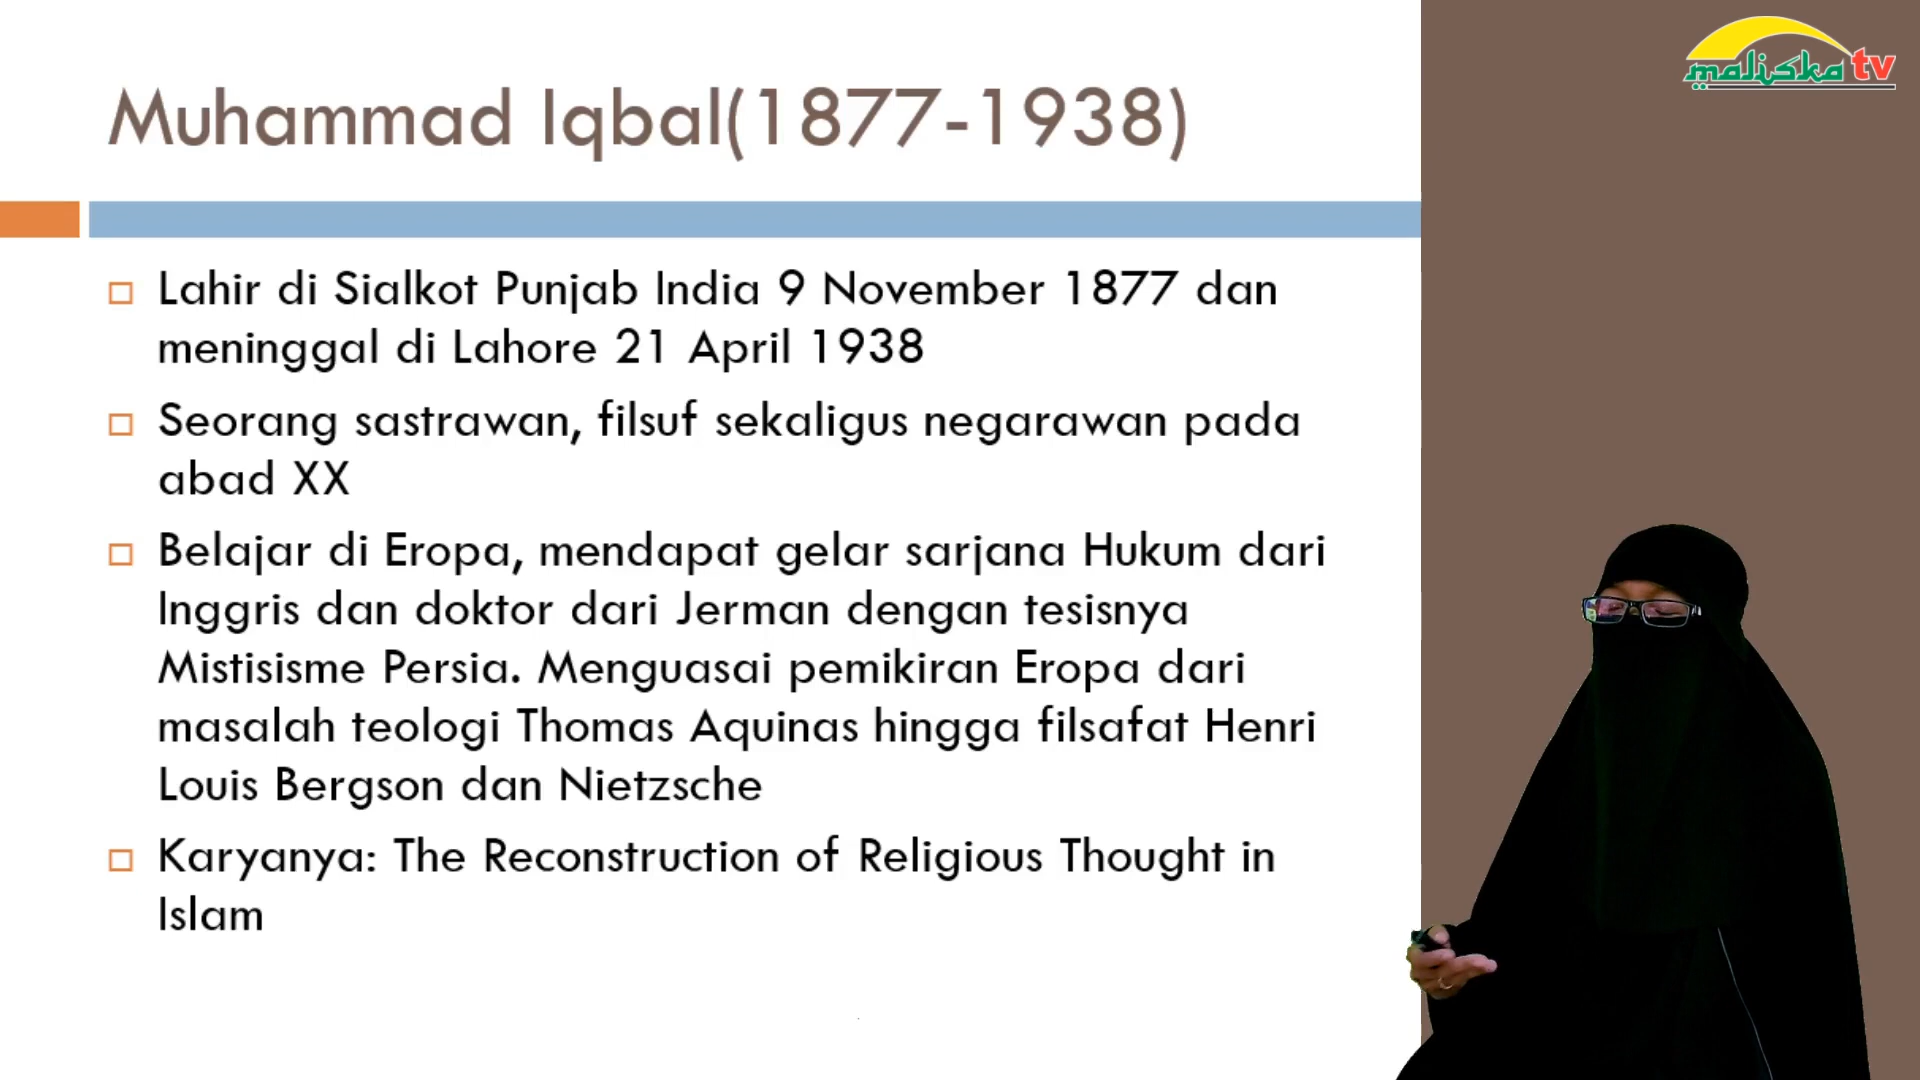 maliska tv
Muhammad Iqbal(1877-1938)
Lahir di Sialkot Punjab India 9 November 1877 dan
meninggal di Lahore 21 April 1938
Seorang sastrawan, filsuf sekaligus negarawan pada
abad XX
Belajar di Eropa, mendapat gelar sarjana Hukum dari
Inggris dan doktor dari Jerman dengan tesisnya
Mistisisme Persia. Menguasai pemikiran Eropa dari
masalah teologi Thomas Aquinas hingga filsafat Henri
Louis Bergson dan Nietzsche
Karyanya: The Reconstruction of Religious Thought in
Islam